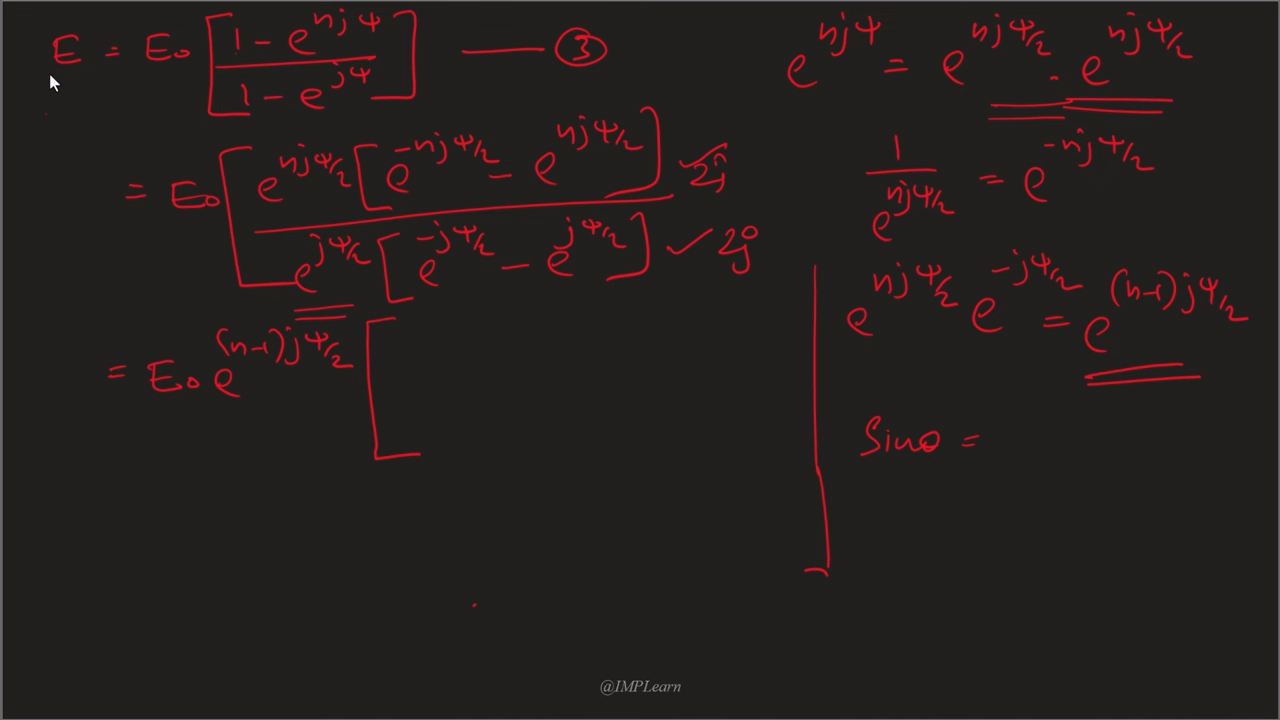 E = E₀ [ (1 - e^{njψ}) / (1 - e^{jψ}) ] ——— ③
= E₀ [ e^{njψ/2} [ e^{-njψ/2} - e^{njψ/2} ] ✓ 2j / e^{jψ/2} [ e^{-jψ/2} - e^{jψ/2} ] ✓ 2j
= E₀ e^{(n-1)jψ/2} [
e^{njψ} = e^{njψ/2} . e^{njψ/2}
1 / e^{njψ/2} = e^{-njψ/2}
e^{njψ/2} e^{-jψ/2} = e^{(n-1)jψ/2}
Sinθ =
@IMPLearn